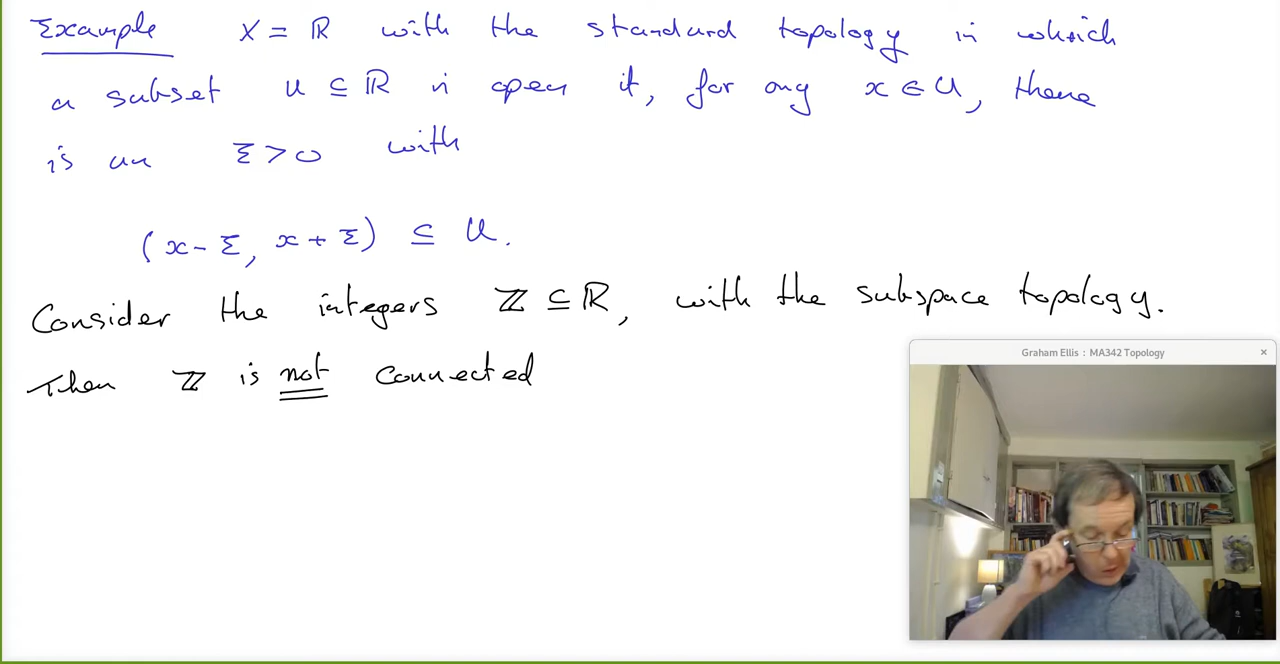 Example X = ℝ with the standard topology in which
a subset U ⊆ ℝ is open if, for any x ∈ U, there
is an ε > 0 with
(x - ε, x + ε) ⊆ U.
Consider the integers ℤ ⊆ ℝ, with the subspace topology.
Then ℤ is not connected
Graham Ellis : MA342 Topology